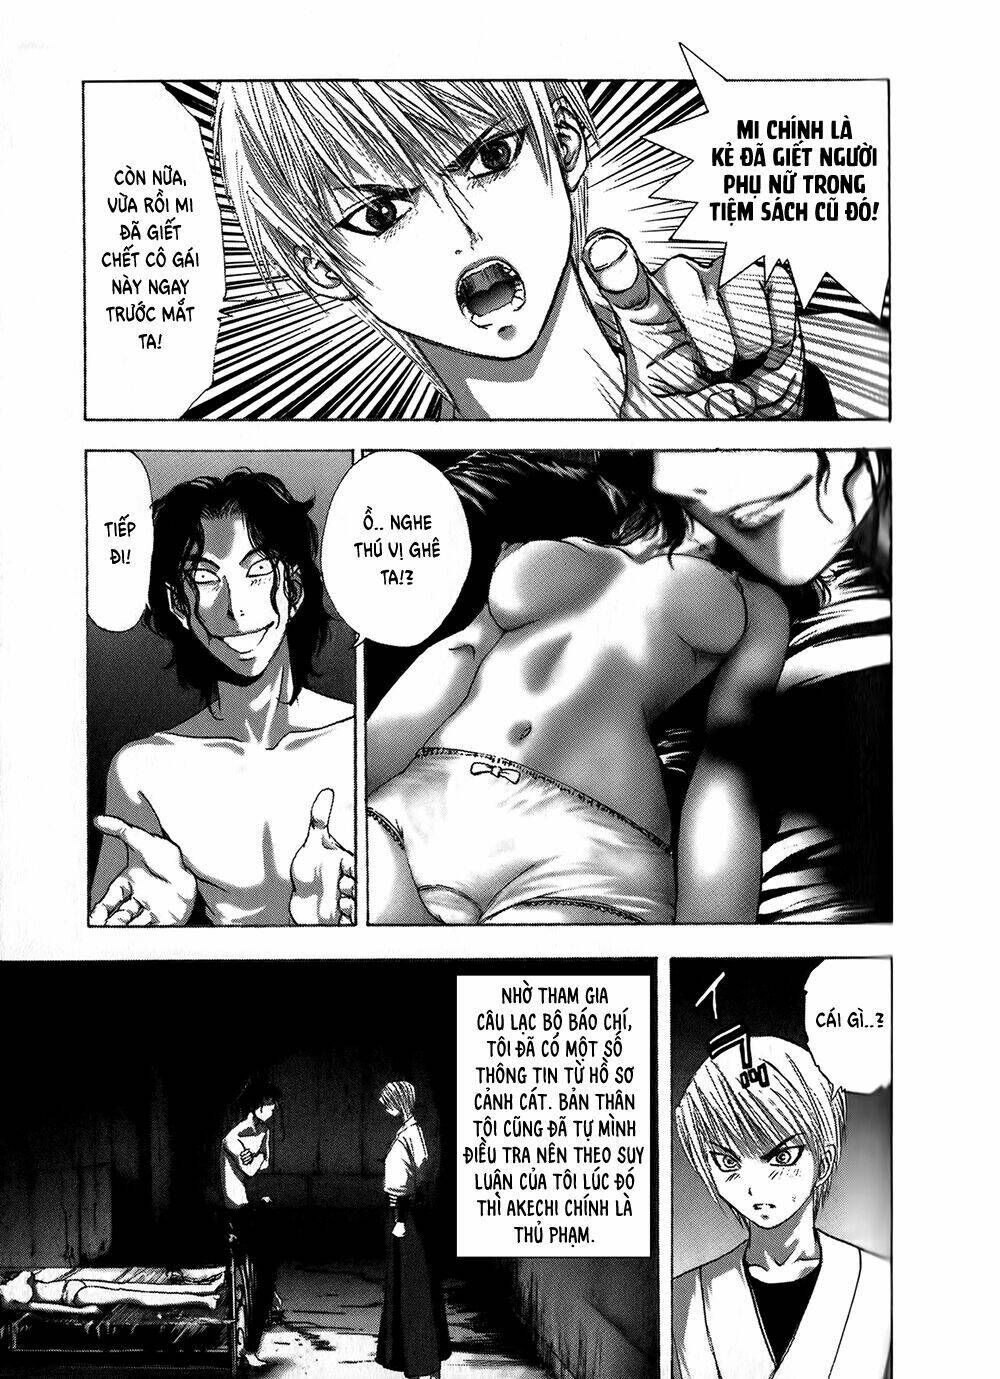 MI CHÍNH LÀ
KẺ ĐÃ GIẾT NGƯỜI
PHỤ NỮ TRONG
TIỆM SÁCH CŨ ĐÓ!
CÒN NỮA,
VỪA RỒI MI
ĐÃ GIẾT
CHẾT CÔ GÁI
NÀY NGAY
TRƯỚC MẮT
TA!
Ồ.. NGHE
THÚ VỊ GHÊ
TA!?
TIẾP
ĐI!
CÁI GÌ..?
NHỜ THAM GIA
CÂU LẠC BỘ BÁO CHÍ,
TÔI ĐÃ CÓ MỘT SỐ
THÔNG TIN TỪ HỒ SƠ
CẢNH CÁT. BẢN THÂN
TÔI CŨNG ĐÃ TỰ MÌNH
ĐIỀU TRA NÊN THEO SUY
LUẬN CỦA TÔI LÚC ĐÓ
THÌ AKECHI CHÍNH LÀ
THỦ PHẠM.